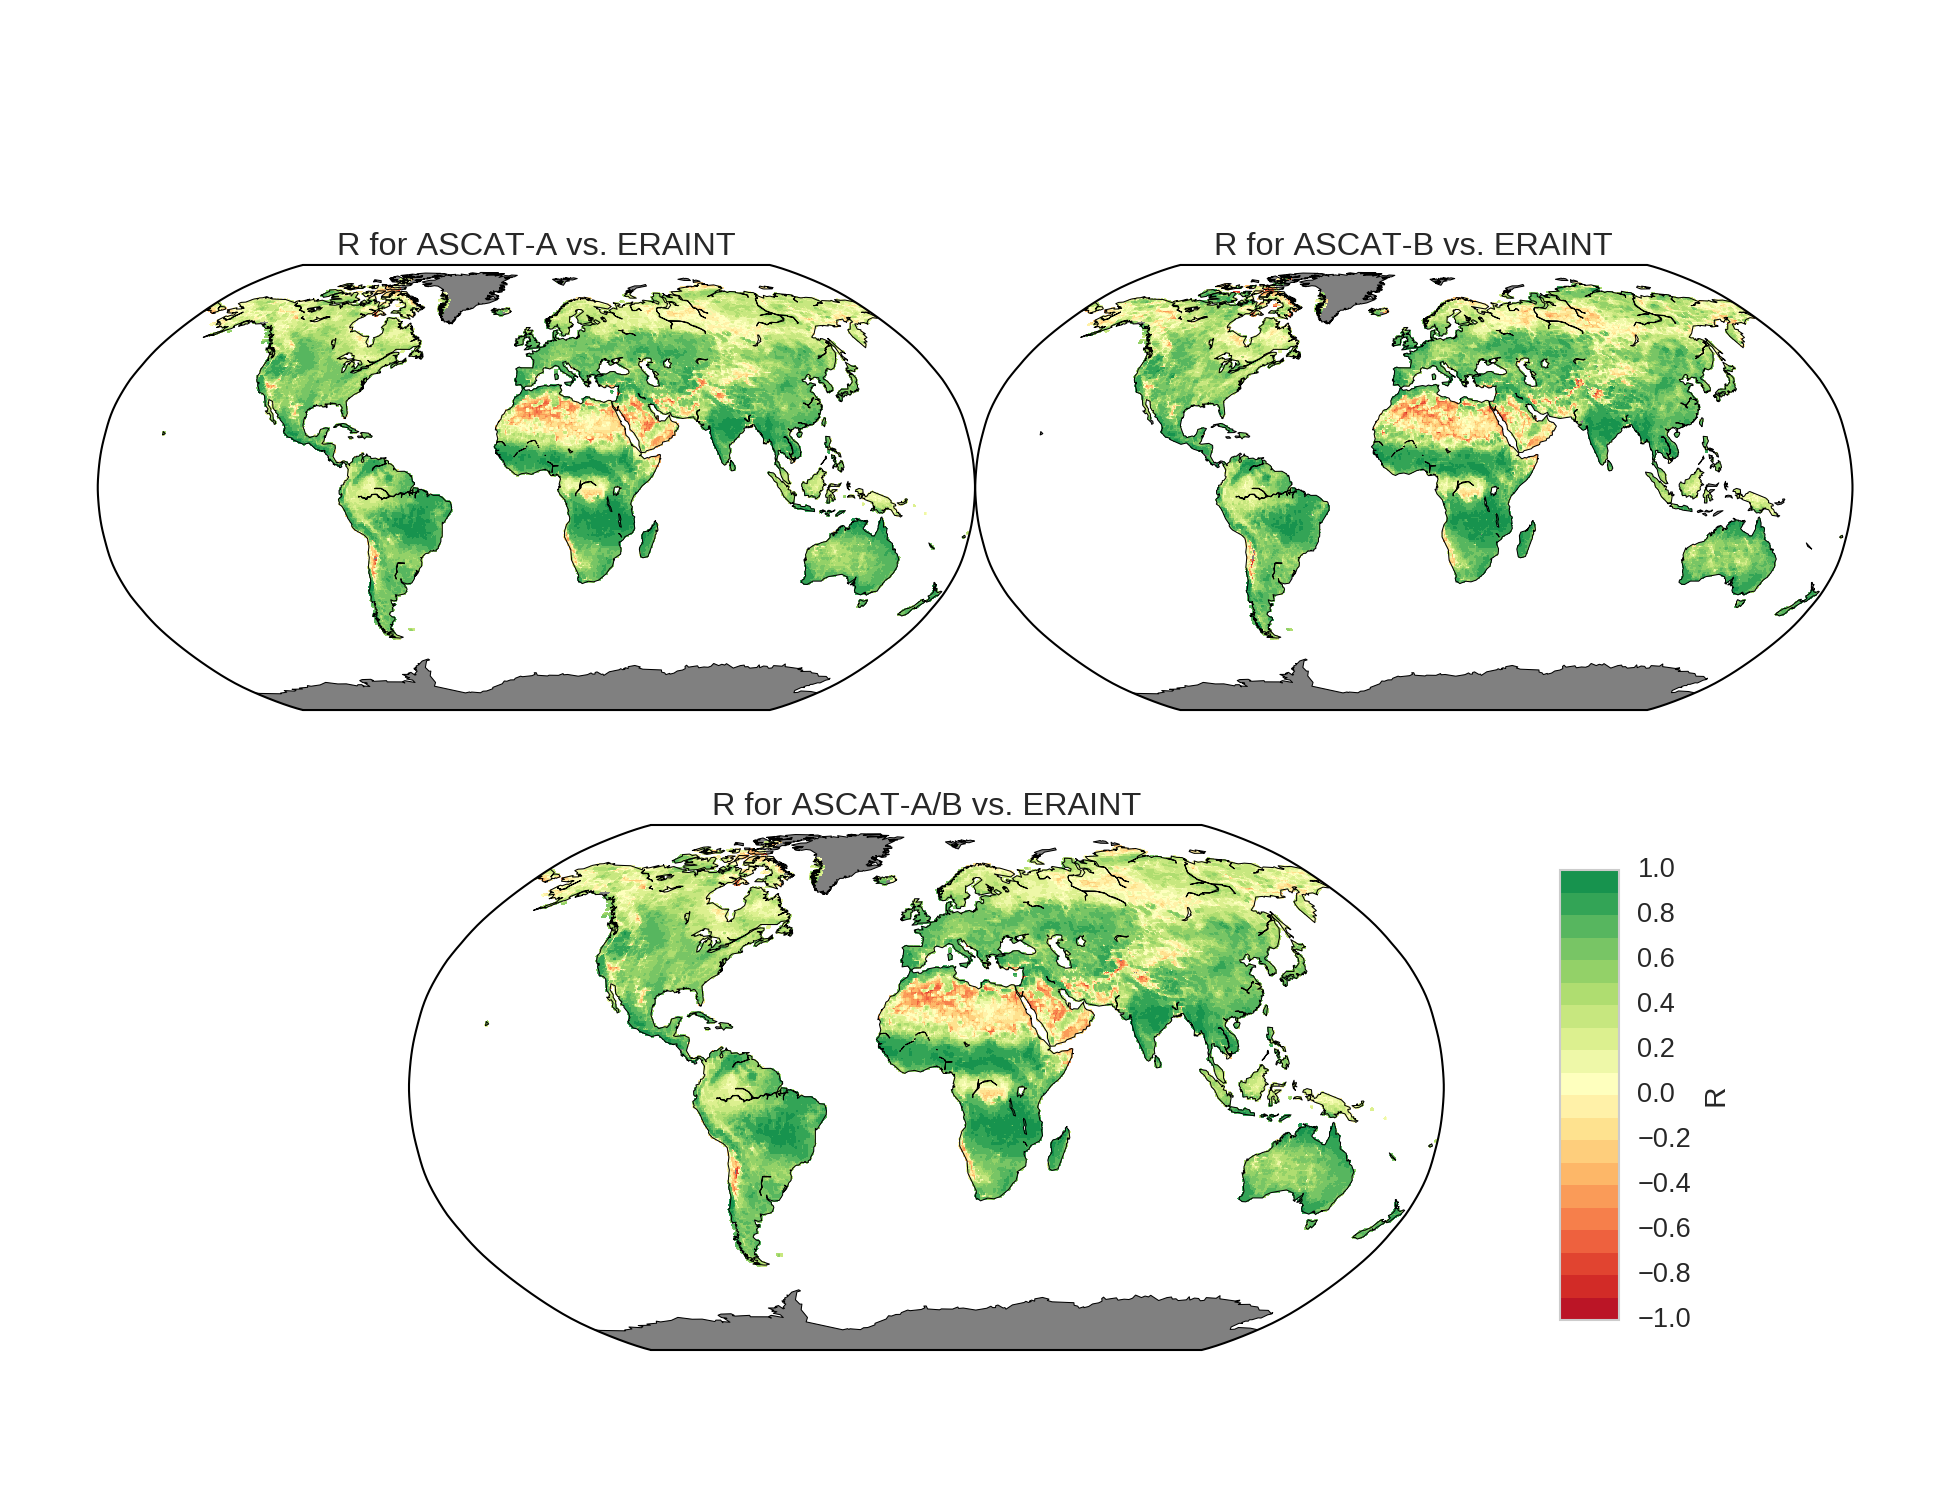 R for ASCAT-A vs. ERAINT
R for ASCAT-B vs. ERAINT
R for ASCAT-A/B vs. ERAINT
1.0
0.8
0.6
0.4
0.2
0.0
−0.2
−0.4
−0.6
−0.8
−1.0
R